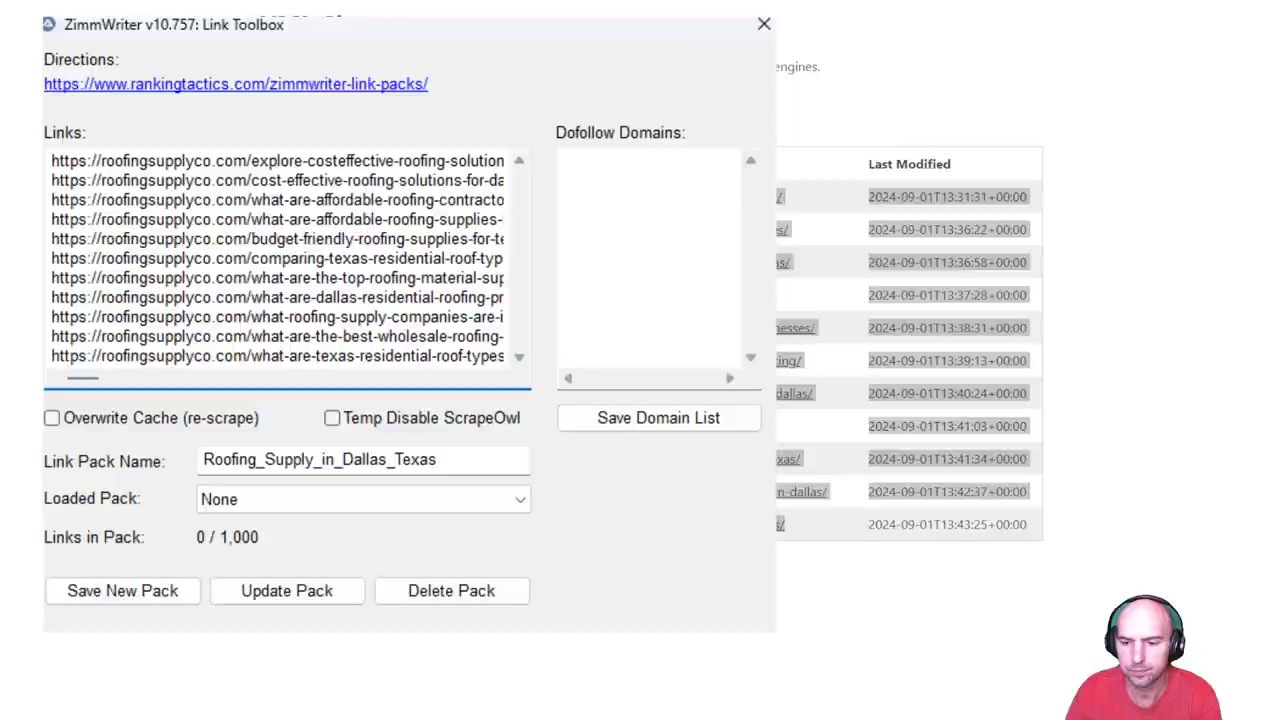 ZimmWriter v10.757: Link Toolbox
Directions:
https://www.rankingtactics.com/zimmwriter-link-packs/
engines.
Links:
Dofollow Domains:
https://roofingsupplyco.com/explore-costeffective-roofing-solution
https://roofingsupplyco.com/cost-effective-roofing-solutions-for-da
https://roofingsupplyco.com/what-are-affordable-roofing-contracto
https://roofingsupplyco.com/what-are-affordable-roofing-supplies-
https://roofingsupplyco.com/budget-friendly-roofing-supplies-for-te
https://roofingsupplyco.com/comparing-texas-residential-roof-typ
https://roofingsupplyco.com/what-are-the-top-roofing-material-sup
https://roofingsupplyco.com/what-are-dallas-residential-roofing-pr
https://roofingsupplyco.com/what-roofing-supply-companies-are-i
https://roofingsupplyco.com/what-are-the-best-wholesale-roofing-
https://roofingsupplyco.com/what-are-texas-residential-roof-types
Overwrite Cache (re-scrape)
Temp Disable ScrapeOwl
Save Domain List
Link Pack Name: Roofing_Supply_in_Dallas_Texas
Loaded Pack: None
Links in Pack: 0 / 1,000
Save New Pack
Update Pack
Delete Pack
Last Modified
/ 2024-09-01T13:31:31+00:00
es/ 2024-09-01T13:36:22+00:00
as/ 2024-09-01T13:36:58+00:00
2024-09-01T13:37:28+00:00
nesses/ 2024-09-01T13:38:31+00:00
cing/ 2024-09-01T13:39:13+00:00
dallas/ 2024-09-01T13:40:24+00:00
2024-09-01T13:41:03+00:00
xas/ 2024-09-01T13:41:34+00:00
n-dallas/ 2024-09-01T13:42:37+00:00
s/ 2024-09-01T13:43:25+00:00